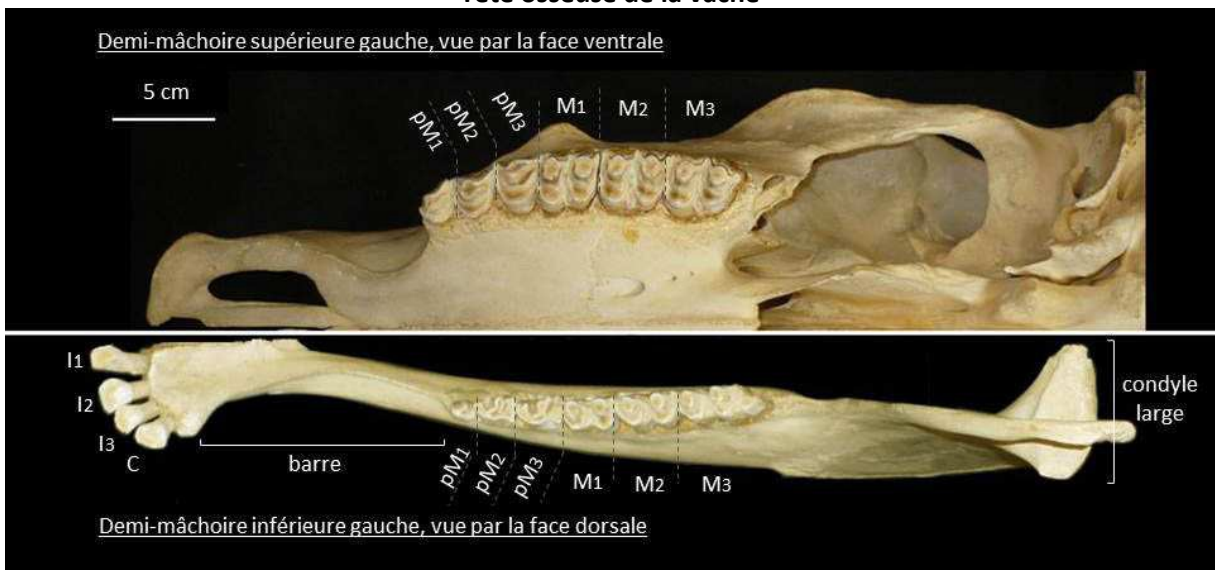 Tête osseuse de la vache
Demi-mâchoire supérieure gauche, vue par la face ventrale
5 cm
pM1
pM2
pM3
M1
M2
M3
I1
I2
I3
C
barre
pM1
pM2
pM3
M1
M2
M3
condyle
large
Demi-mâchoire inférieure gauche, vue par la face dorsale